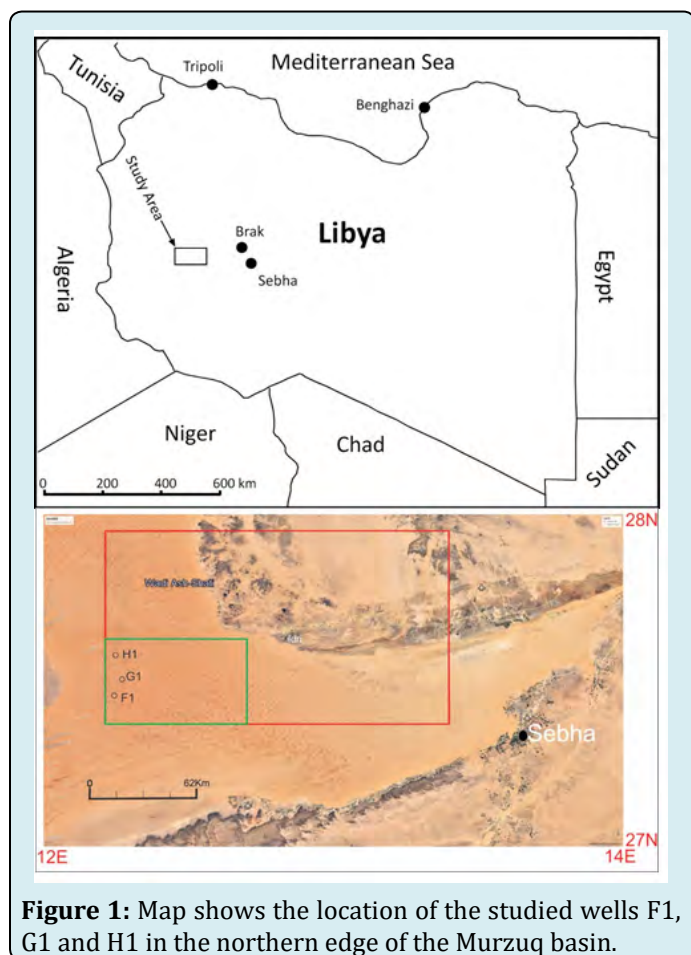 Mediterranean Sea
Tunisia
Tripoli
Benghazi
Study Area
Brak
Libya
Sebha
Algeria
Egypt
Niger
Chad
Sudan
0 200 400 600 km
28N
Wadi Ash-Shati
Idri
H1
G1
F1
Sebha
0 62Km
27N
12E 14E
Figure 1: Map shows the location of the studied wells F1,
G1 and H1 in the northern edge of the Murzuq basin.